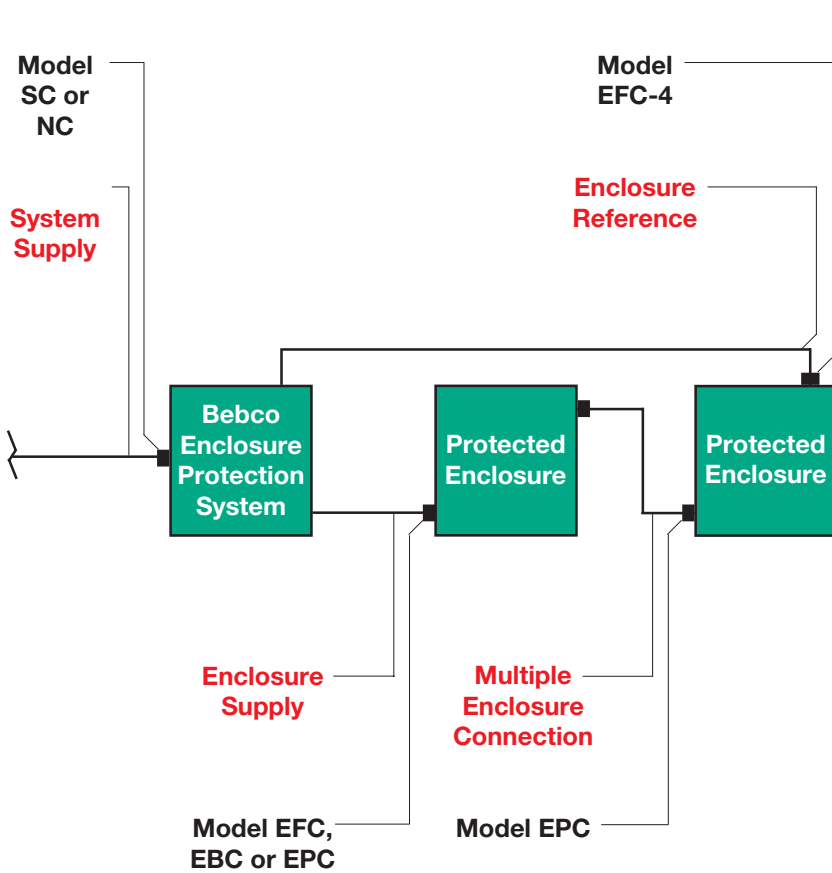 Model
SC or
NC
Model
EFC-4
System
Supply
Enclosure
Reference
Bebco
Enclosure
Protection
System
Protected
Enclosure
Protected
Enclosure
Enclosure
Supply
Multiple
Enclosure
Connection
Model EFC,
EBC or EPC
Model EPC